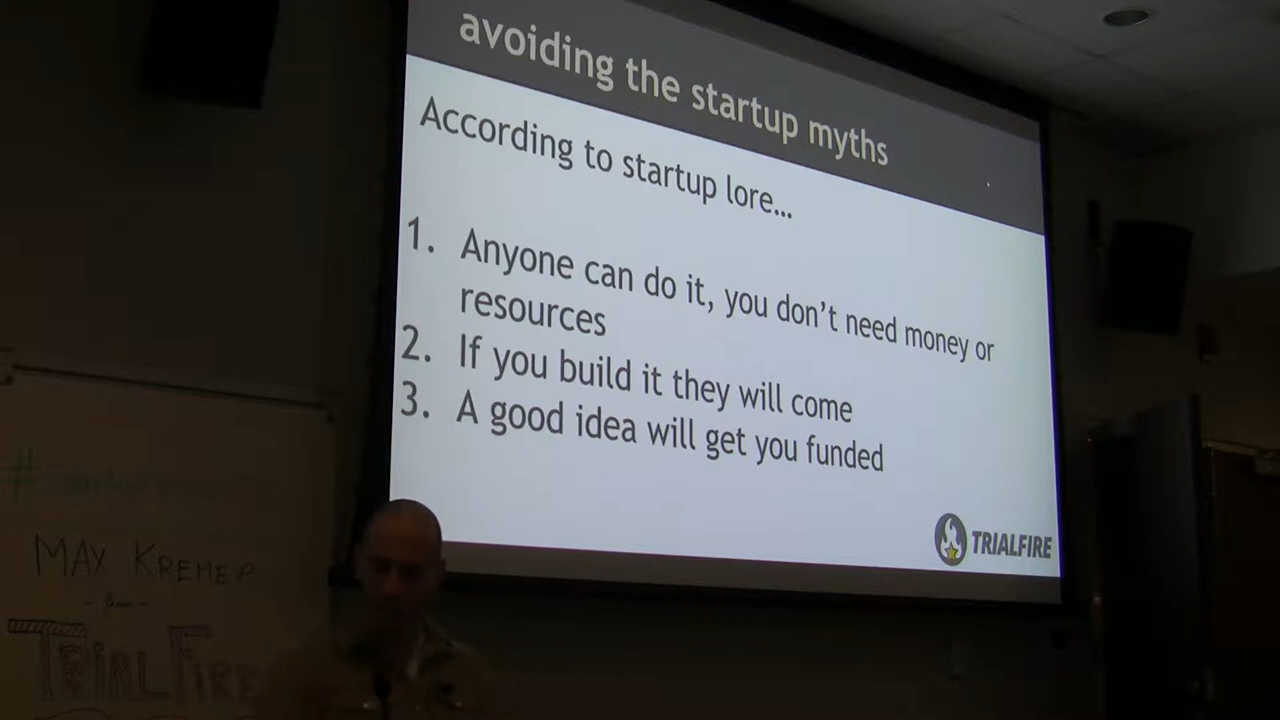 avoiding the startup myths
According to startup lore...
1. Anyone can do it, you don't need money or
resources
2. If you build it they will come
3. A good idea will get you funded
TRIALFIRE
#
MAX KREMER
TRIALFIRE